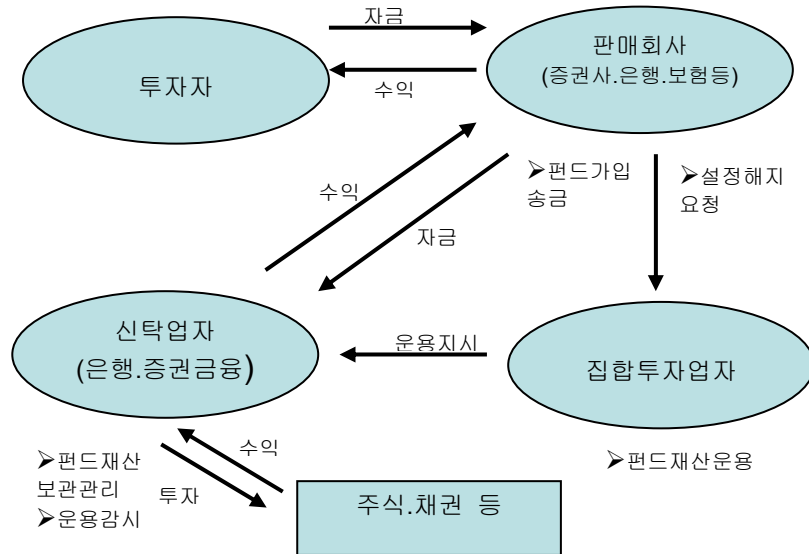 자금
판매회사
(증권사.은행.보험등)
투자자
수익
수익
➢펀드가입
송금
➢설정해지
요청
자금
신탁업자
(은행.증권금융)
운용지시
집합투자업자
➢펀드재산
보관관리
➢운용감시
수익
투자
➢펀드재산운용
주식.채권 등